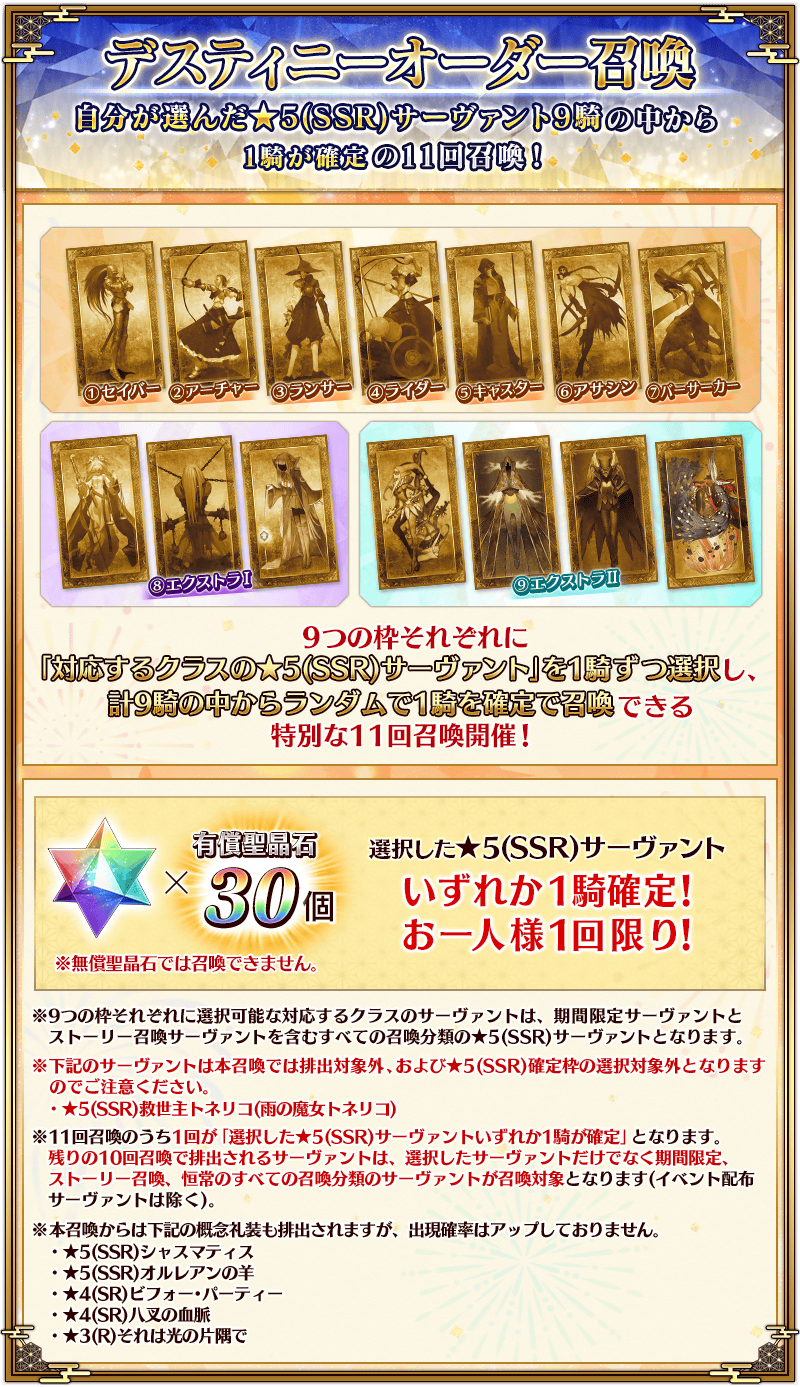 デスティニーオーダー召喚
自分が選んだ★5(SSR)サーヴァント9騎の中から
1騎が確定の11回召喚！
①セイバー
②アーチャー
③ランサー
④ライダー
⑤キャスター
⑥アサシン
⑦バーサーカー
⑧エクストラⅠ
⑨エクストラⅡ
9つの枠それぞれに
「対応するクラスの★5(SSR)サーヴァント」を1騎ずつ選択し、
計9騎の中からランダムで1騎を確定で召喚できる
特別な11回召喚開催！
×
有償聖晶石
30個
※無償聖晶石では召喚できません。
選択した★5(SSR)サーヴァント
いずれか1騎確定！
お一人様1回限り！
※9つの枠それぞれに選択可能な対応するクラスのサーヴァントは、期間限定サーヴァントと
ストーリー召喚サーヴァントを含むすべての召喚分類の★5(SSR)サーヴァントとなります。
※下記のサーヴァントは本召喚では排出対象外、および★5(SSR)確定枠の選択対象外となります
のでご注意ください。
・★5(SSR)救世主トネリコ(雨の魔女トネリコ)
※11回召喚のうち1回が「選択した★5(SSR)サーヴァントいずれか1騎が確定」となります。
残りの10回召喚で排出されるサーヴァントは、選択したサーヴァントだけでなく期間限定、
ストーリー召喚、恒常のすべての召喚分類のサーヴァントが召喚対象となります(イベント配布
サーヴァントは除く)。
※本召喚からは下記の概念礼装も排出されますが、出現確率はアップしておりません。
・★5(SSR)シャスマティス
・★5(SSR)オルレアンの羊
・★4(SR)ビフォー・パーティー
・★4(SR)八叉の血脈
・★3(R)それは光の片隅で